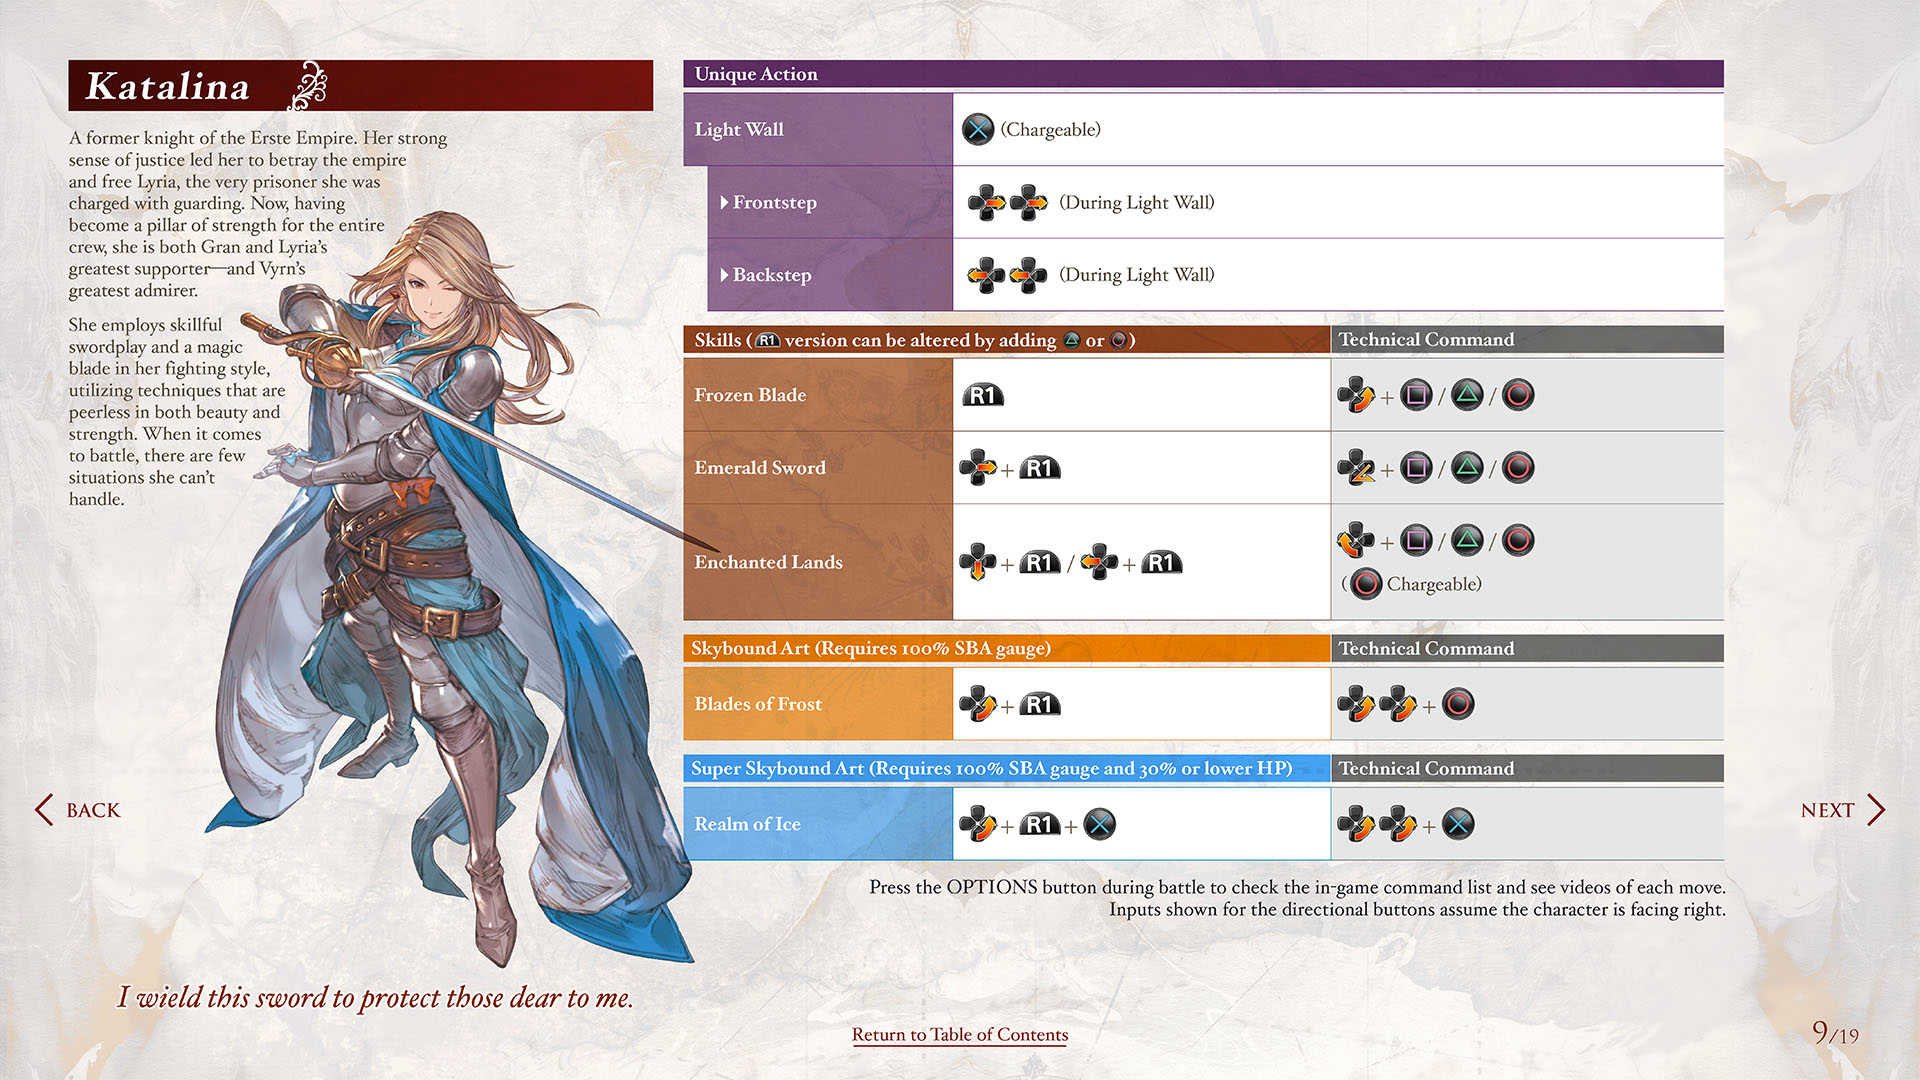 Katalina
A former knight of the Erste Empire. Her strong
sense of justice led her to betray the empire
and free Lyria, the very prisoner she was
charged with guarding. Now, having
become a pillar of strength for the entire
crew, she is both Gran and Lyria's
greatest supporter—and Vyrn's
greatest admirer.
She employs skillful
swordplay and a magic
blade in her fighting style,
utilizing techniques that are
peerless in both beauty and
strength. When it comes
to battle, there are few
situations she can't
handle.
I wield this sword to protect those dear to me.
Unique Action
Light Wall (Chargeable)
Frontstep (During Light Wall)
Backstep (During Light Wall)
Skills (R1 version can be altered by adding or ) Technical Command
Frozen Blade R1 + / /
Emerald Sword + R1 + / /
Enchanted Lands + R1 / + R1 + / /
( Chargeable)
Skybound Art (Requires 100% SBA gauge) Technical Command
Blades of Frost + R1 +
Super Skybound Art (Requires 100% SBA gauge and 30% or lower HP) Technical Command
Realm of Ice + R1 + +
Press the OPTIONS button during battle to check the in-game command list and see videos of each move.
Inputs shown for the directional buttons assume the character is facing right.
BACK
NEXT
Return to Table of Contents
9/19